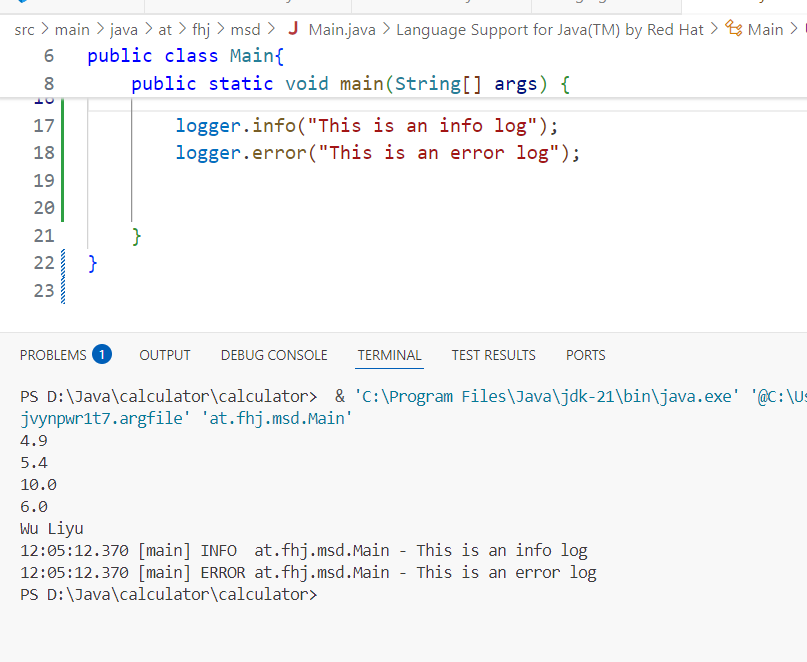 src > main > java > at > fhj > msd > J Main.java > Language Support for Java(TM) by Red Hat > Main >
6 public class Main{
8 public static void main(String[] args) {
16
17 logger.info("This is an info log");
18 logger.error("This is an error log");
19
20
21 }
22 }
23
PROBLEMS 1 OUTPUT DEBUG CONSOLE TERMINAL TEST RESULTS PORTS
PS D:\Java\calculator\calculator> & 'C:\Program Files\Java\jdk-21\bin\java.exe' '@C:\Us
jvynpwr1t7.argfile' 'at.fhj.msd.Main'
4.9
5.4
10.0
6.0
Wu Liyu
12:05:12.370 [main] INFO at.fhj.msd.Main - This is an info log
12:05:12.370 [main] ERROR at.fhj.msd.Main - This is an error log
PS D:\Java\calculator\calculator>